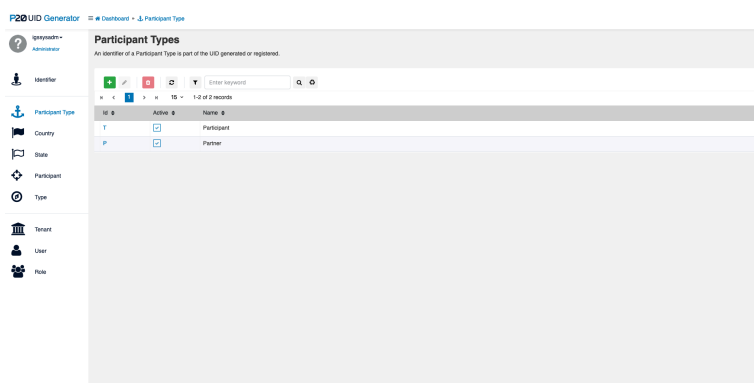 P20 UID Generator
Dashboard > Participant Type
igssysadm
Administrator
Identifier
Participant Type
Country
State
Participant
Type
Tenant
User
Role
Participant Types
An identifier of a Participant Type is part of the UID generated or registered.
Enter keyword
« < 1 > » 15 1-2 of 2 records
Id Active Name
T Participant
P Partner